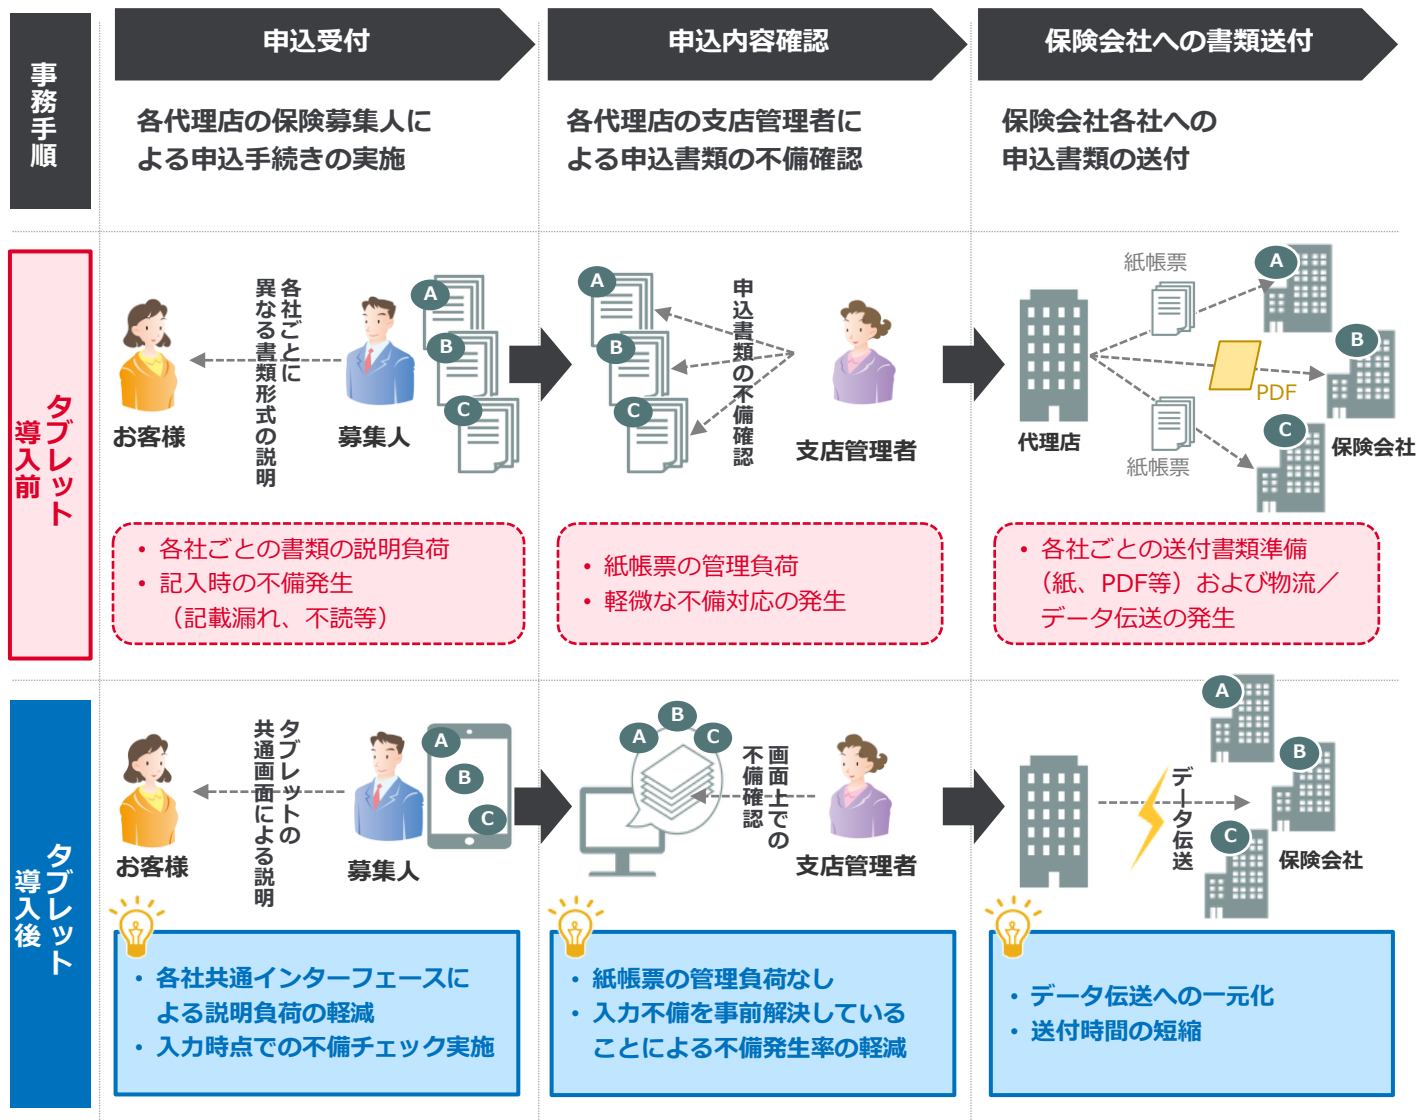 事務手順
申込受付
申込内容確認
保険会社への書類送付
各代理店の保険募集人に
よる申込手続きの実施
各代理店の支店管理者に
よる申込書類の不備確認
保険会社各社への
申込書類の送付
タブレット
導入前
お客様
各社ごとに
異なる書類形式の説明
募集人
A
B
C
A
B
C
申込書類の不備確認
支店管理者
代理店
紙帳票
PDF
紙帳票
A
B
C
保険会社
• 各社ごとの書類の説明負荷
• 記入時の不備発生
（記載漏れ、不読等）
• 紙帳票の管理負荷
• 軽微な不備対応の発生
• 各社ごとの送付書類準備
（紙、PDF等）および物流／
データ伝送の発生
タブレット
導入後
お客様
タブレットの
共通画面による説明
募集人
A
B
C
A
B
C
画面上での
不備確認
支店管理者
データ伝送
A
B
C
保険会社
• 各社共通インターフェースに
よる説明負荷の軽減
• 入力時点での不備チェック実施
• 紙帳票の管理負荷なし
• 入力不備を事前解決している
ことによる不備発生率の軽減
• データ伝送への一元化
• 送付時間の短縮